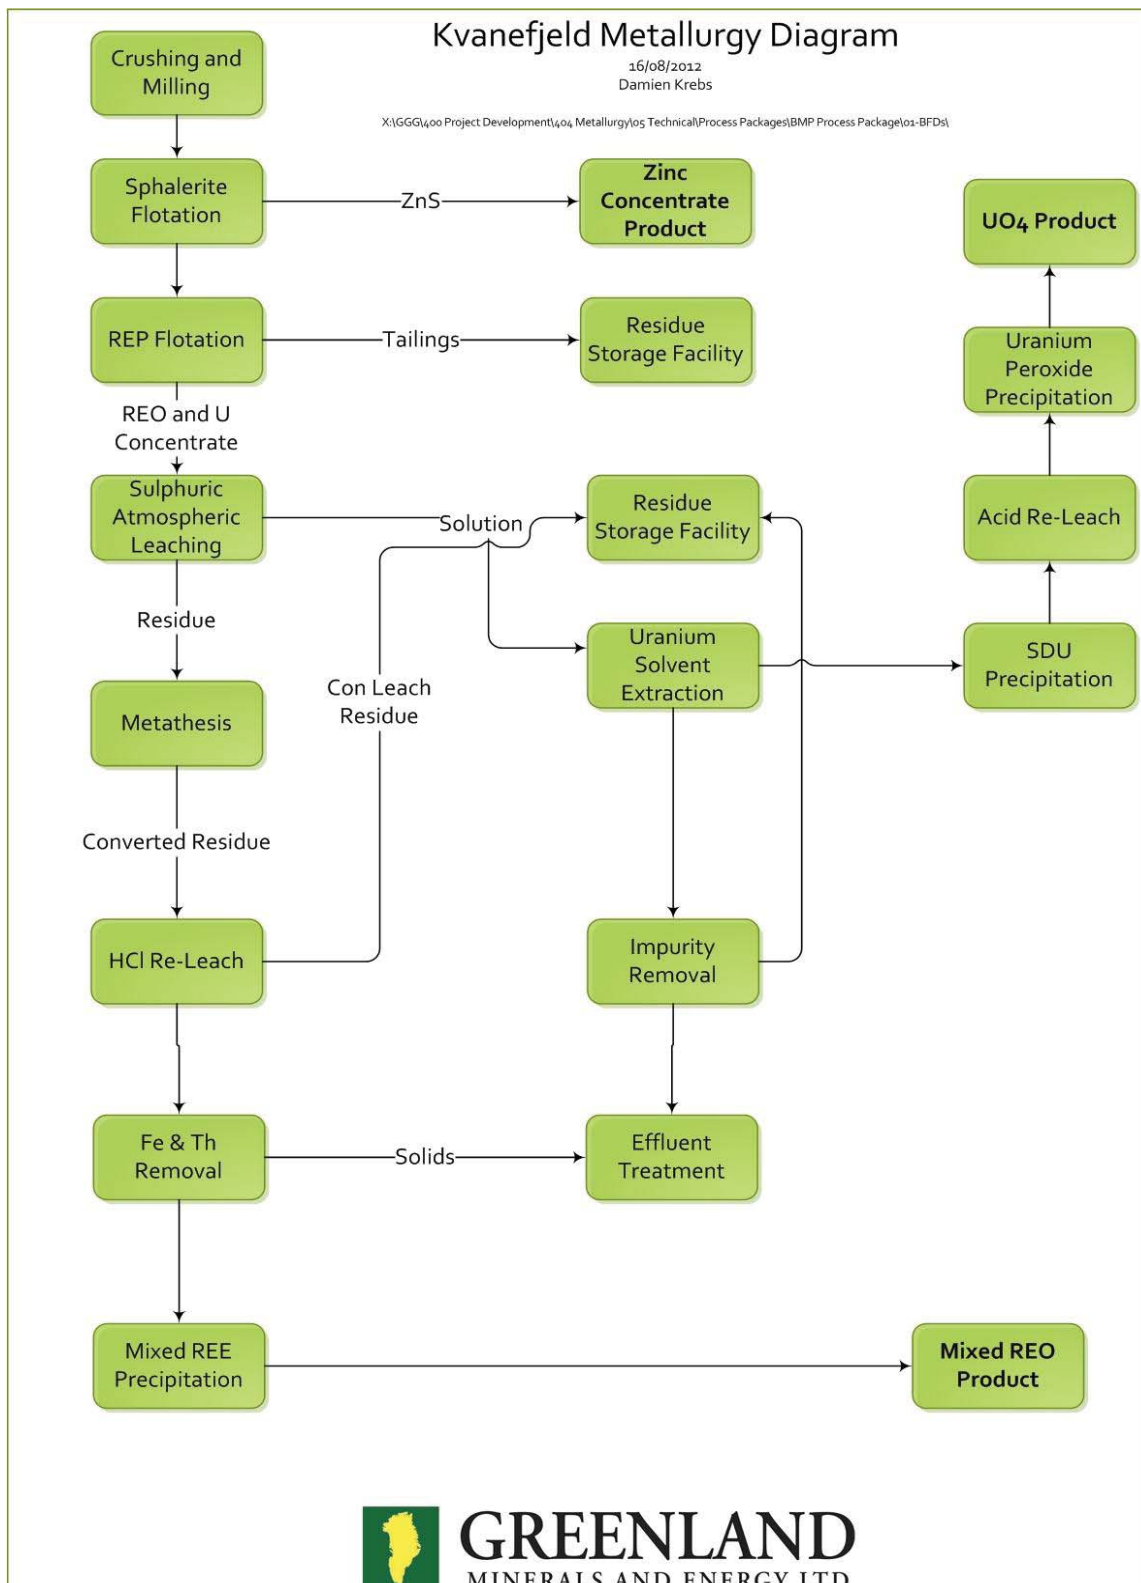 Kvanefjeld Metallurgy Diagram
16/08/2012
Damien Krebs
X:\GGG\400 Project Development\404 Metallurgy\05 Technical\Process Packages\BMP Process Package\01-BFDs\
Crushing and
Milling
Sphalerite
Flotation
ZnS
Zinc
Concentrate
Product
UO4 Product
REP Flotation
Tailings
Residue
Storage Facility
Uranium
Peroxide
Precipitation
REO and U
Concentrate
Sulphuric
Atmospheric
Leaching
Solution
Residue
Storage Facility
Acid Re-Leach
Residue
Uranium
Solvent
Extraction
SDU
Precipitation
Con Leach
Residue
Metathesis
Converted Residue
HCl Re-Leach
Impurity
Removal
Fe & Th
Removal
Solids
Effluent
Treatment
Mixed REE
Precipitation
Mixed REO
Product
GREENLAND
MINERALS AND ENERGY LTD